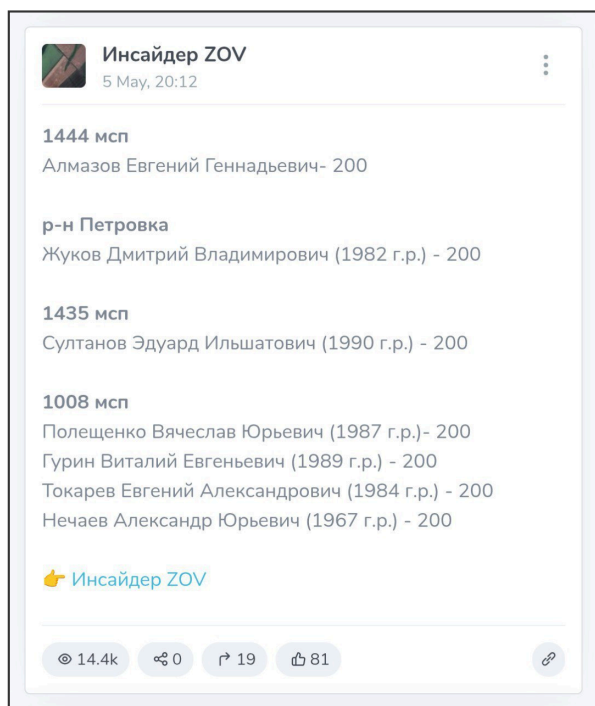 Инсайдер ZOV
5 May, 20:12
1444 мсп
Алмазов Евгений Геннадьевич- 200
р-н Петровка
Жуков Дмитрий Владимирович (1982 г.р.) - 200
1435 мсп
Султанов Эдуард Ильшатович (1990 г.р.) - 200
1008 мсп
Полещенко Вячеслав Юрьевич (1987 г.р.)- 200
Гурин Виталий Евгеньевич (1989 г.р.) - 200
Токарев Евгений Александрович (1984 г.р.) - 200
Нечаев Александр Юрьевич (1967 г.р.) - 200
👉 Инсайдер ZOV
14.4k 0 19 81